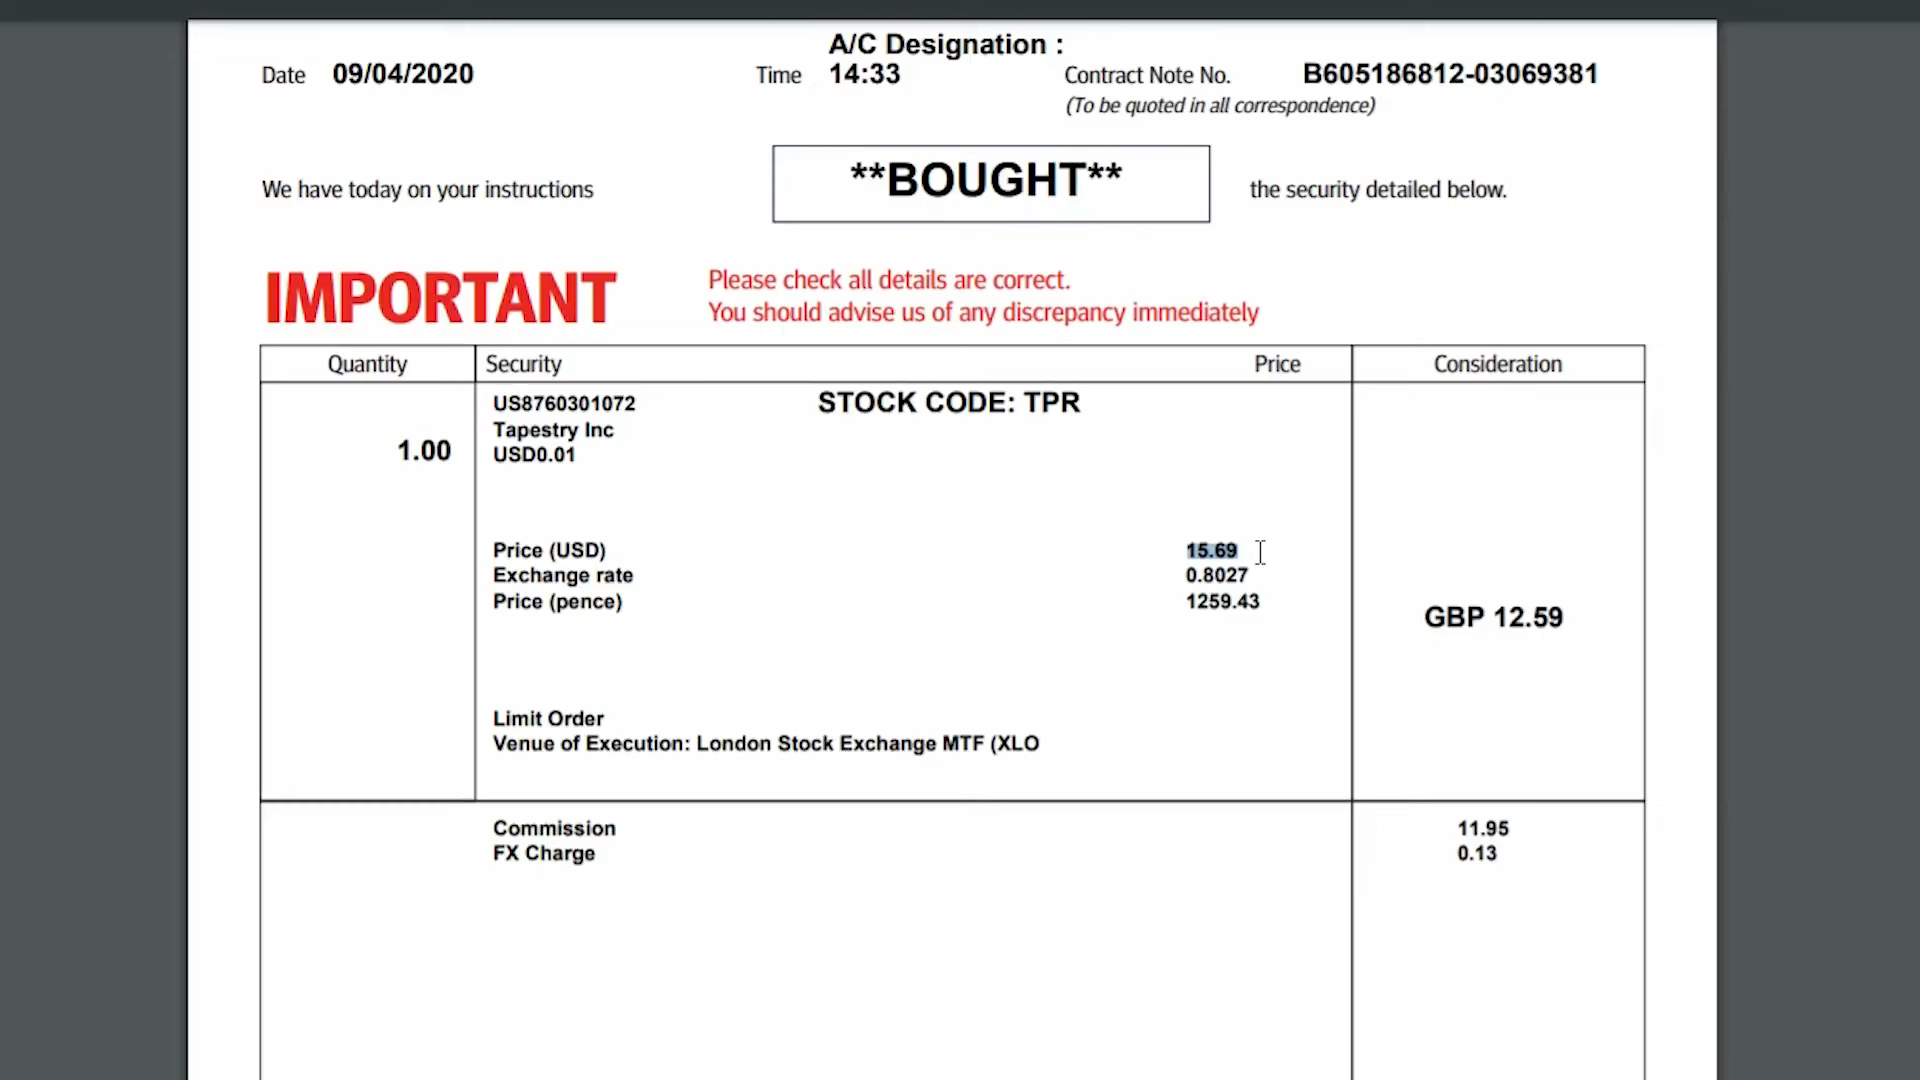 A/C Designation :
Date 09/04/2020 Time 14:33 Contract Note No. B605186812-03069381
(To be quoted in all correspondence)
We have today on your instructions **BOUGHT** the security detailed below.
IMPORTANT Please check all details are correct.
You should advise us of any discrepancy immediately
Quantity Security Price Consideration
US8760301072 STOCK CODE: TPR
Tapestry Inc
1.00 USD0.01
Price (USD) 15.69
Exchange rate 0.8027
Price (pence) 1259.43
GBP 12.59
Limit Order
Venue of Execution: London Stock Exchange MTF (XLO
Commission 11.95
FX Charge 0.13